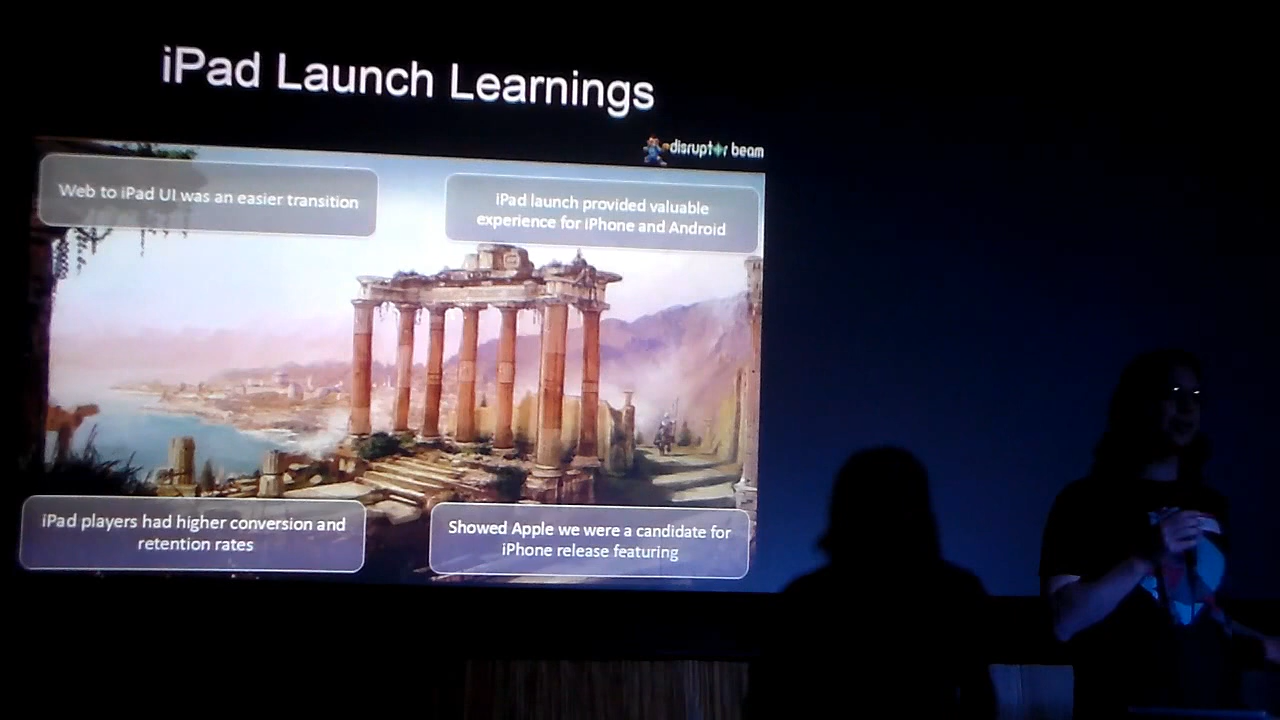 iPad Launch Learnings
disruptor beam
Web to iPad UI was an easier transition
iPad launch provided valuable
experience for iPhone and Android
iPad players had higher conversion and
retention rates
Showed Apple we were a candidate for
iPhone release featuring